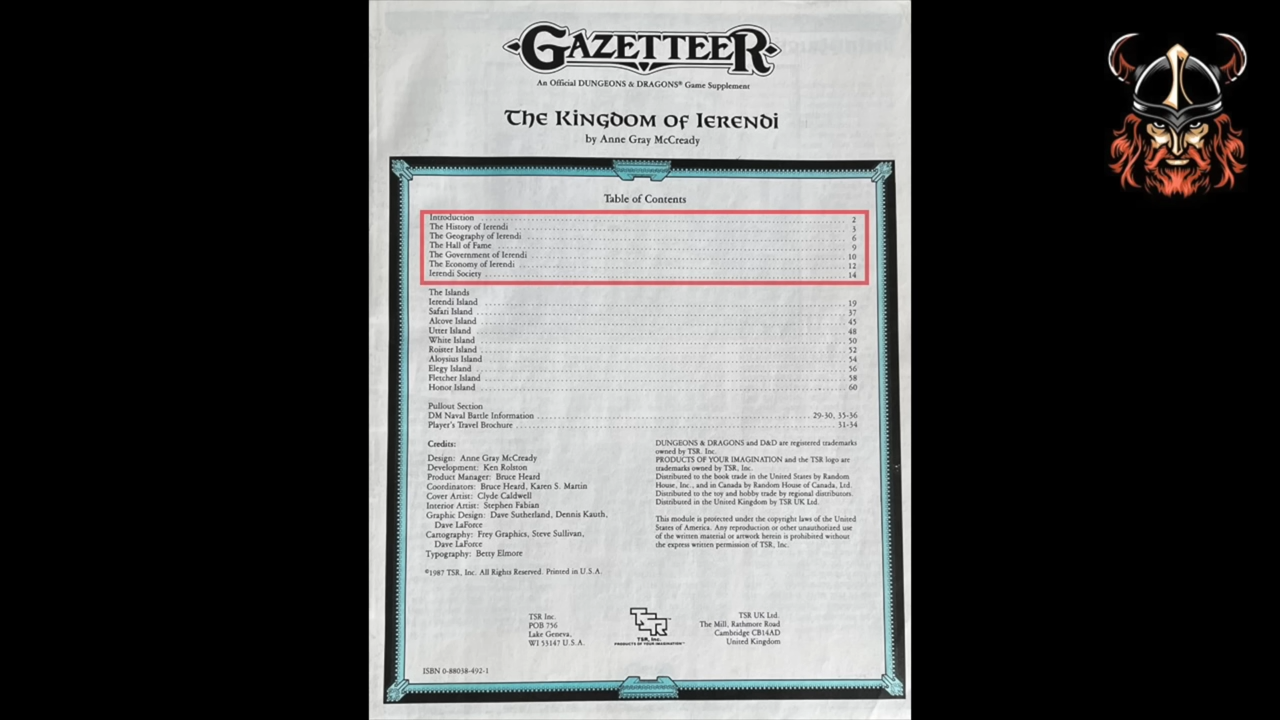 GAZETTEER
An Official DUNGEONS & DRAGONS® Game Supplement
The Kingdom of Ierendi
by Anne Gray McCready
Table of Contents
Introduction 2
The History of Ierendi 3
The Geography of Ierendi 6
The Hall of Fame 9
The Government of Ierendi 10
The Economy of Ierendi 12
Ierendi Society 14
The Islands
Ierendi Island 19
Safari Island 37
Alcove Island 45
Utter Island 48
White Island 50
Roister Island 52
Aloysius Island 54
Elegy Island 56
Fletcher Island 58
Honor Island 60
Pullout Section
DM Naval Battle Information 29-30, 35-36
Player's Travel Brochure 31-34
Credits:
Design: Anne Gray McCready
Development: Ken Rolston
Product Manager: Bruce Heard
Coordinators: Bruce Heard, Karen S. Martin
Cover Artist: Clyde Caldwell
Interior Artist: Stephen Fabian
Graphic Design: Dave Sutherland, Dennis Kauth,
Dave LaForce
Cartography: Frey Graphics, Steve Sullivan,
Dave LaForce
Typography: Betty Elmore
©1987 TSR, Inc. All Rights Reserved. Printed in U.S.A.
DUNGEONS & DRAGONS and D&D are registered trademarks
owned by TSR. Inc.
PRODUCTS OF YOUR IMAGINATION and the TSR logo are
trademarks owned by TSR, Inc.
Distributed to the book trade in the United States by Random
House, Inc., and in Canada by Random House of Canada, Ltd.
Distributed to the toy and hobby trade by regional distributors.
Distributed in the United Kingdom by TSR UK Ltd.
This module is protected under the copyright laws of the United
States of America. Any reproduction or other unauthorized use
of the written material or artwork herein is prohibited without
the express written permission of TSR, Inc.
TSR Inc.
POB 756
Lake Geneva,
WI 53147 U.S.A.
TSR
TSR, Inc.
PRODUCTS OF YOUR IMAGINATION™
TSR UK Ltd.
The Mill, Rathmore Road
Cambridge CB14AD
United Kingdom
ISBN 0-88038-492-1